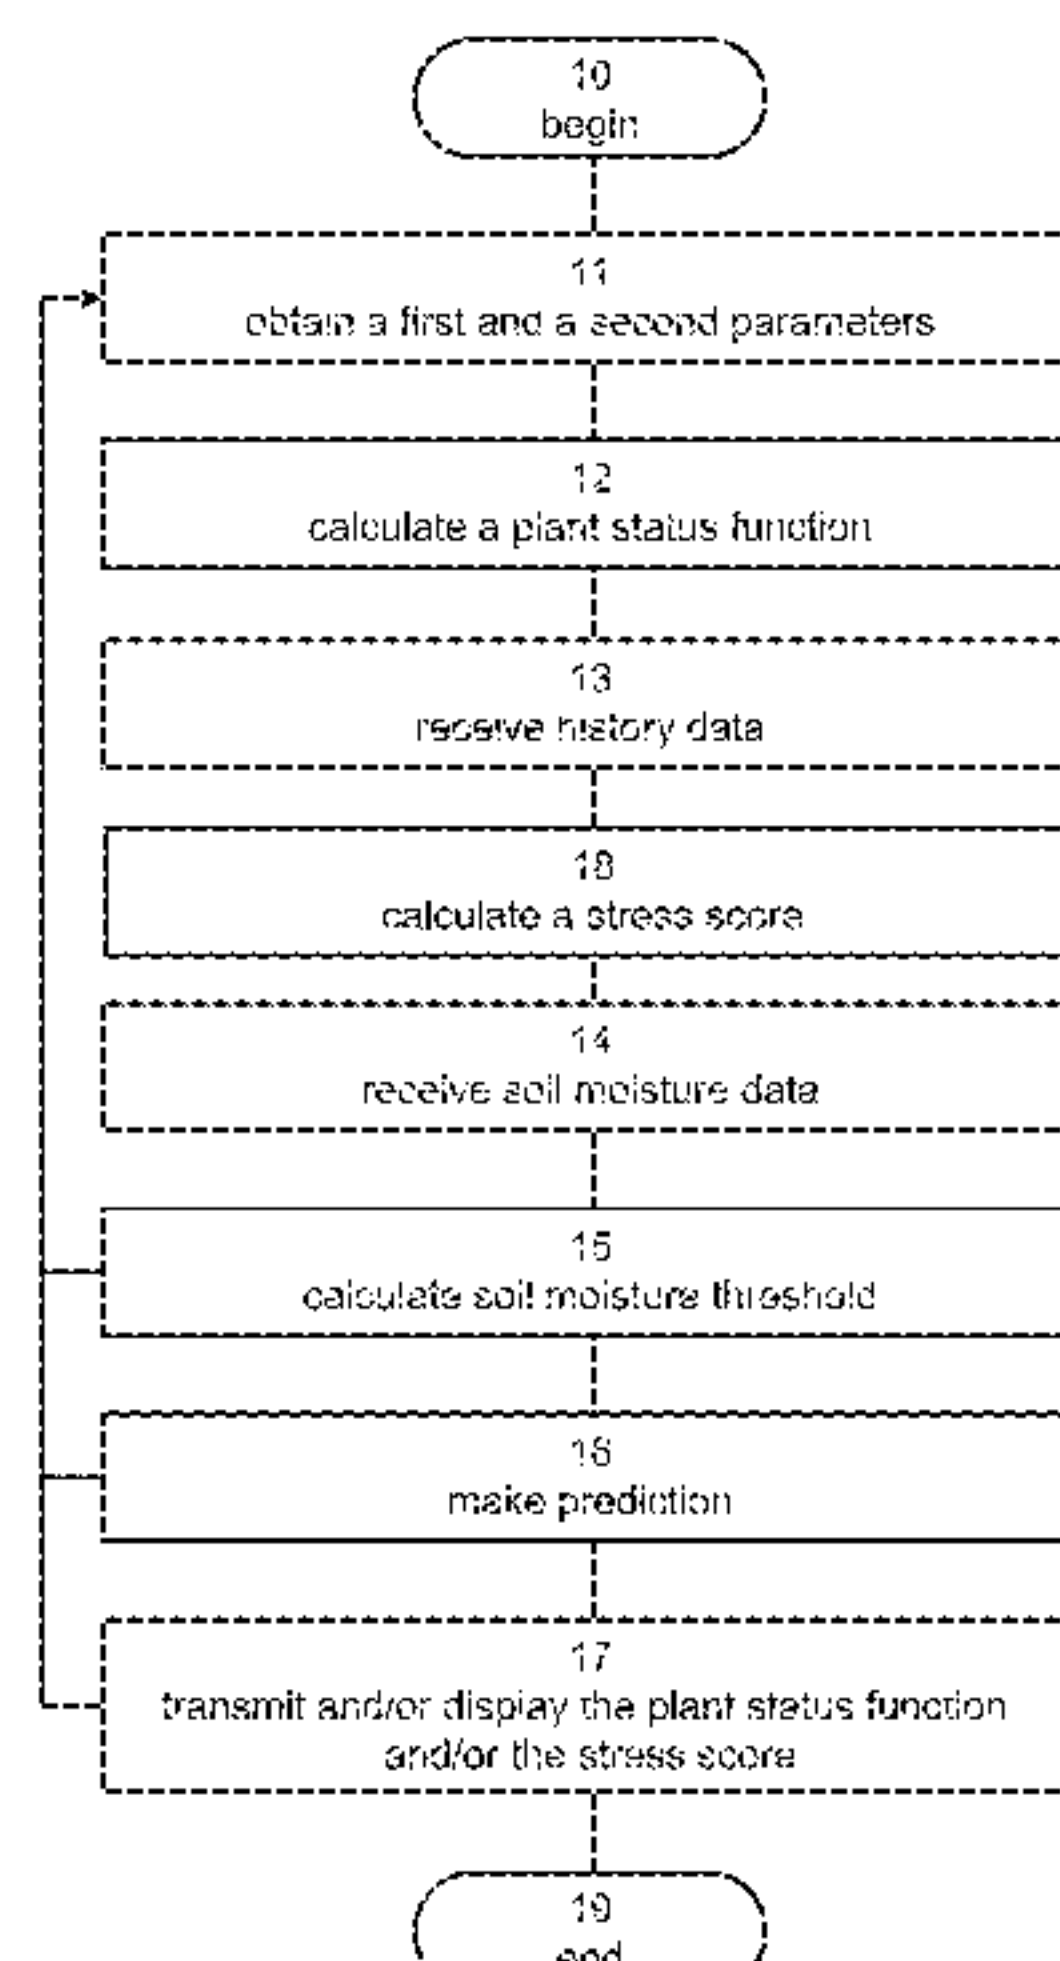 10
begin
11
obtain a first and a second parameters
12
calculate a plant status function
13
receive history data
18
calculate a stress score
14
receive soil moisture data
15
calculate soil moisture threshold
16
make prediction
17
transmit and/or display the plant status function
and/or the stress score
19
end